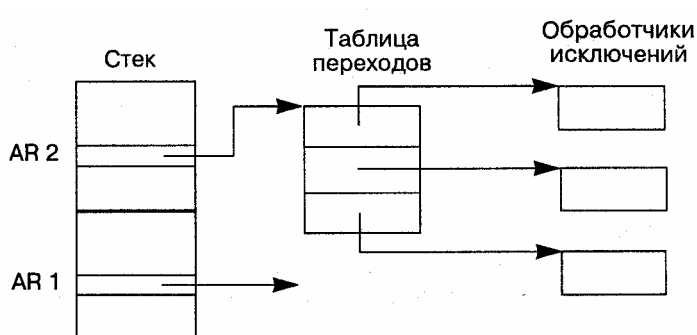 Стек
Таблица
переходов
Обработчики
исключений
AR 2
AR 1